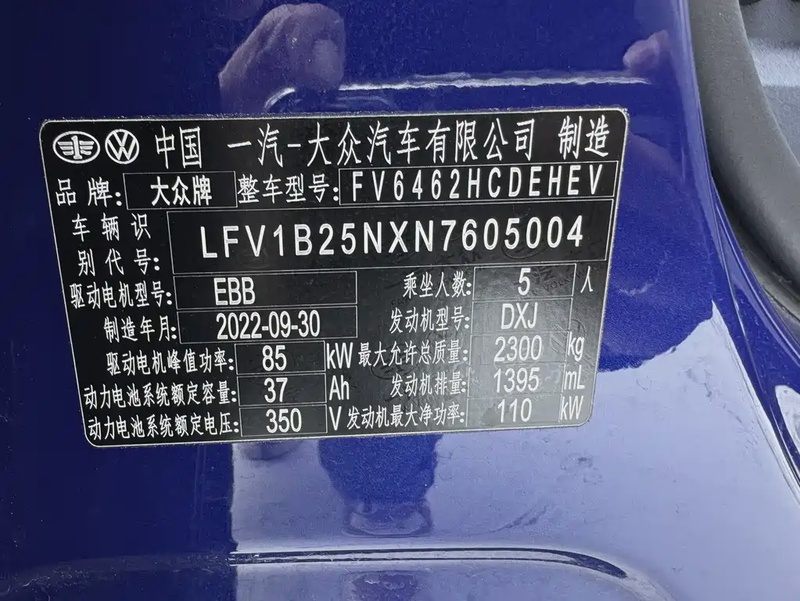 中国 一汽-大众汽车有限公司 制造
品牌: 大众牌 整车型号: FV6462HCDEHEV
车辆识别代号: LFV1B25NXN7605004
驱动电机型号: EBB 乘坐人数: 5 人
制造年月: 2022-09-30 发动机型号: DXJ
驱动电机峰值功率: 85 kW 最大允许总质量: 2300 kg
动力电池系统额定容量: 37 Ah 发动机排量: 1395 mL
动力电池系统额定电压: 350 V 发动机最大净功率: 110 kW